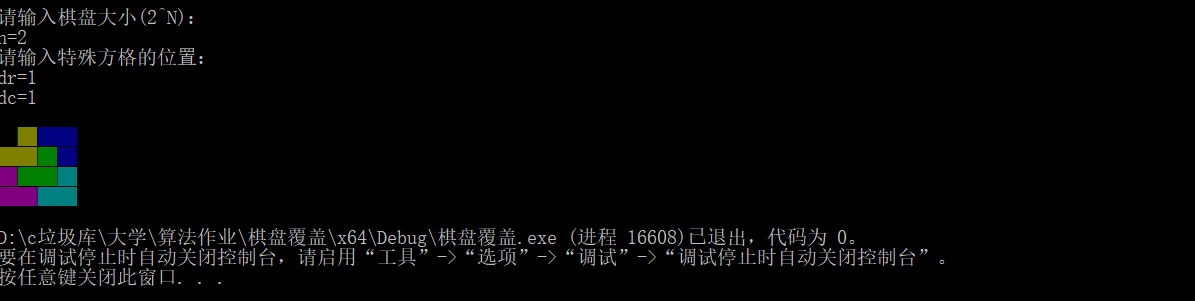 请输入棋盘大小(2^N):
n=2
请输入特殊方格的位置:
dr=1
dc=1
D:\c垃圾库\大学\算法作业\棋盘覆盖\x64\Debug\棋盘覆盖.exe (进程 16608)已退出，代码为 0。
要在调试停止时自动关闭控制台，请启用“工具”->“选项”->“调试”->“调试停止时自动关闭控制台”。
按任意键关闭此窗口. . .